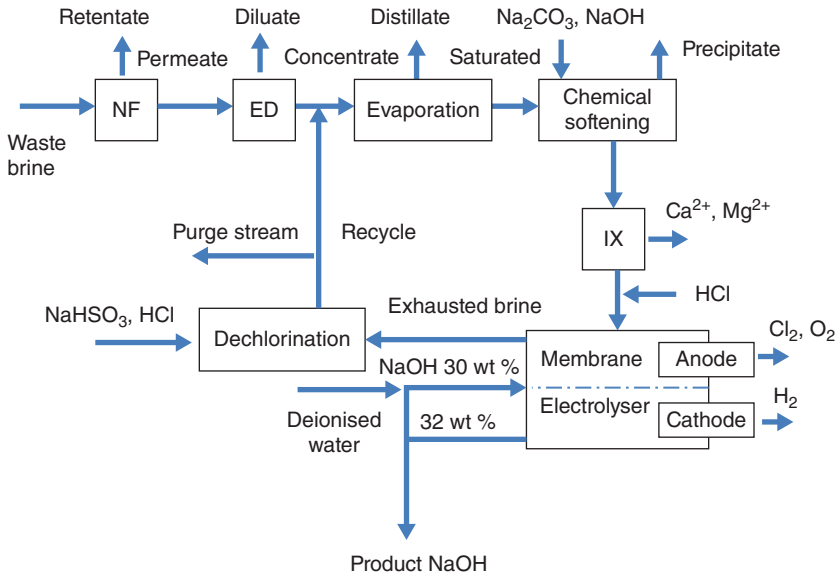 Retentate
Diluate
Distillate
Na₂CO₃, NaOH
Permeate
Concentrate
Saturated
Precipitate
NF
ED
Evaporation
Chemical
softening
Waste
brine
Purge stream
Recycle
IX
Ca²⁺, Mg²⁺
HCl
NaHSO₃, HCl
Dechlorination
Exhausted brine
Membrane
Electrolyser
Anode
Cl₂, O₂
Cathode
H₂
NaOH 30 wt %
Deionised
water
32 wt %
Product NaOH